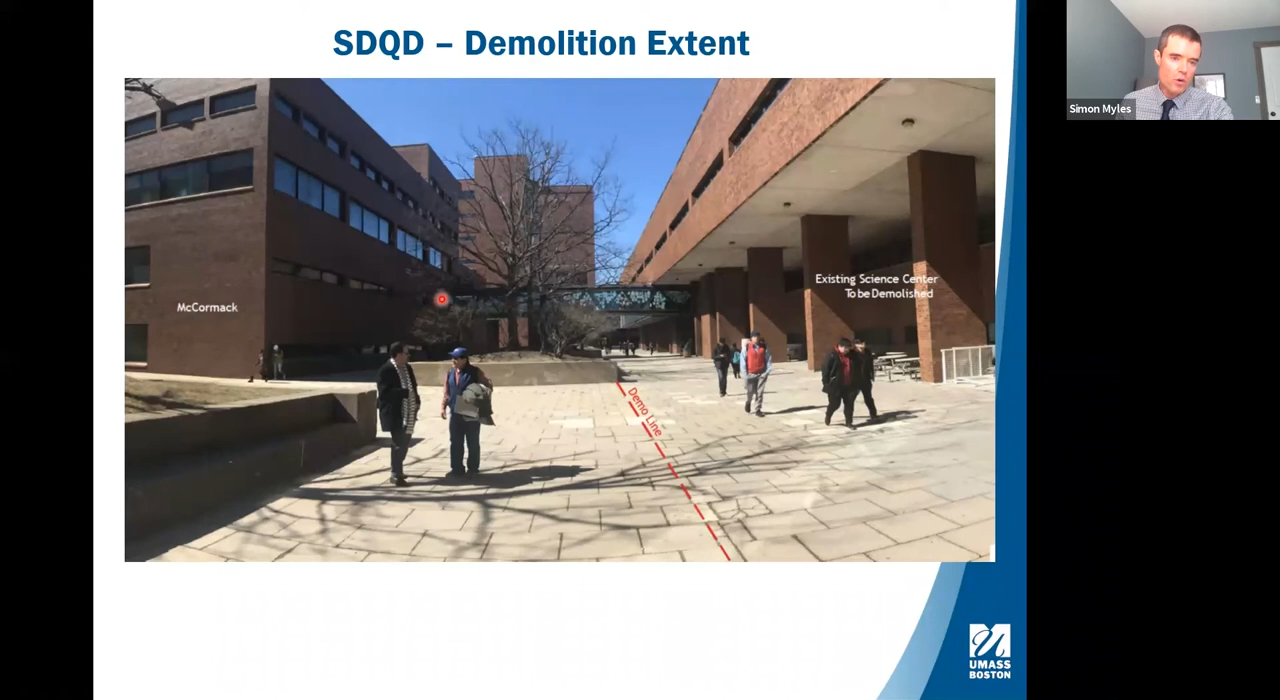 SDQD – Demolition Extent
Simon Myles
McCormack
Existing Science Center
To be Demolished
Demo Line
UMASS
BOSTON